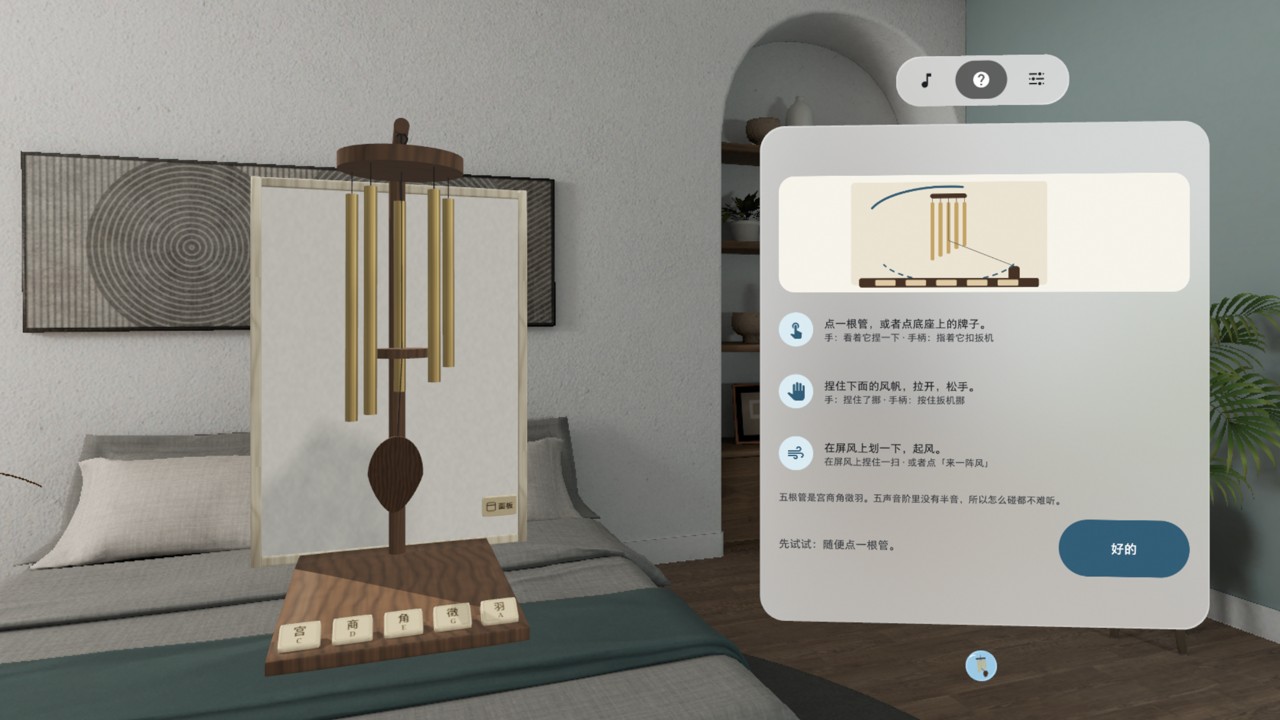 点一根管，或者点底座上的牌子。
手：看着它捏一下 · 手柄：指着它扣扳机
捏住下面的风帆，拉开，松手。
手：捏住了挪 · 手柄：按住扳机挪
在屏风上划一下，起风。
在屏风上捏住一扫 · 或者点「来一阵风」
五根管是宫商角徵羽。五声音阶里没有半音，所以怎么碰都不难听。
先试试：随便点一根管。
好的
面板
宫
C
商
D
角
E
徵
G
羽
A